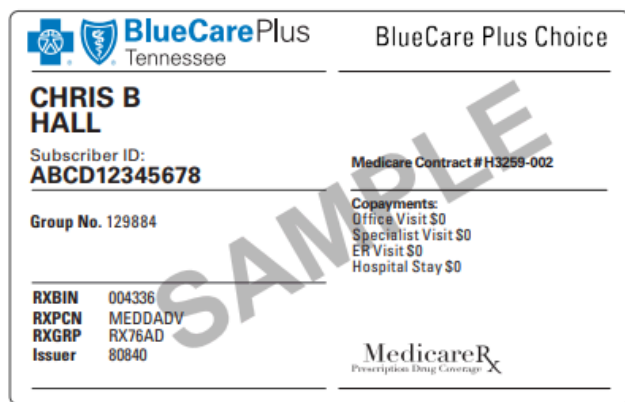 BlueCare Plus
Tennessee
BlueCare Plus Choice
CHRIS B
HALL
Subscriber ID:
ABCD12345678
Medicare Contract # H3259-002
Group No. 129884
Copayments:
Office Visit $0
Specialist Visit $0
ER Visit $0
Hospital Stay $0
RXBIN 004336
RXPCN MEDDADV
RXGRP RX76AD
Issuer 80840
MedicareRx
Prescription Drug Coverage
SAMPLE